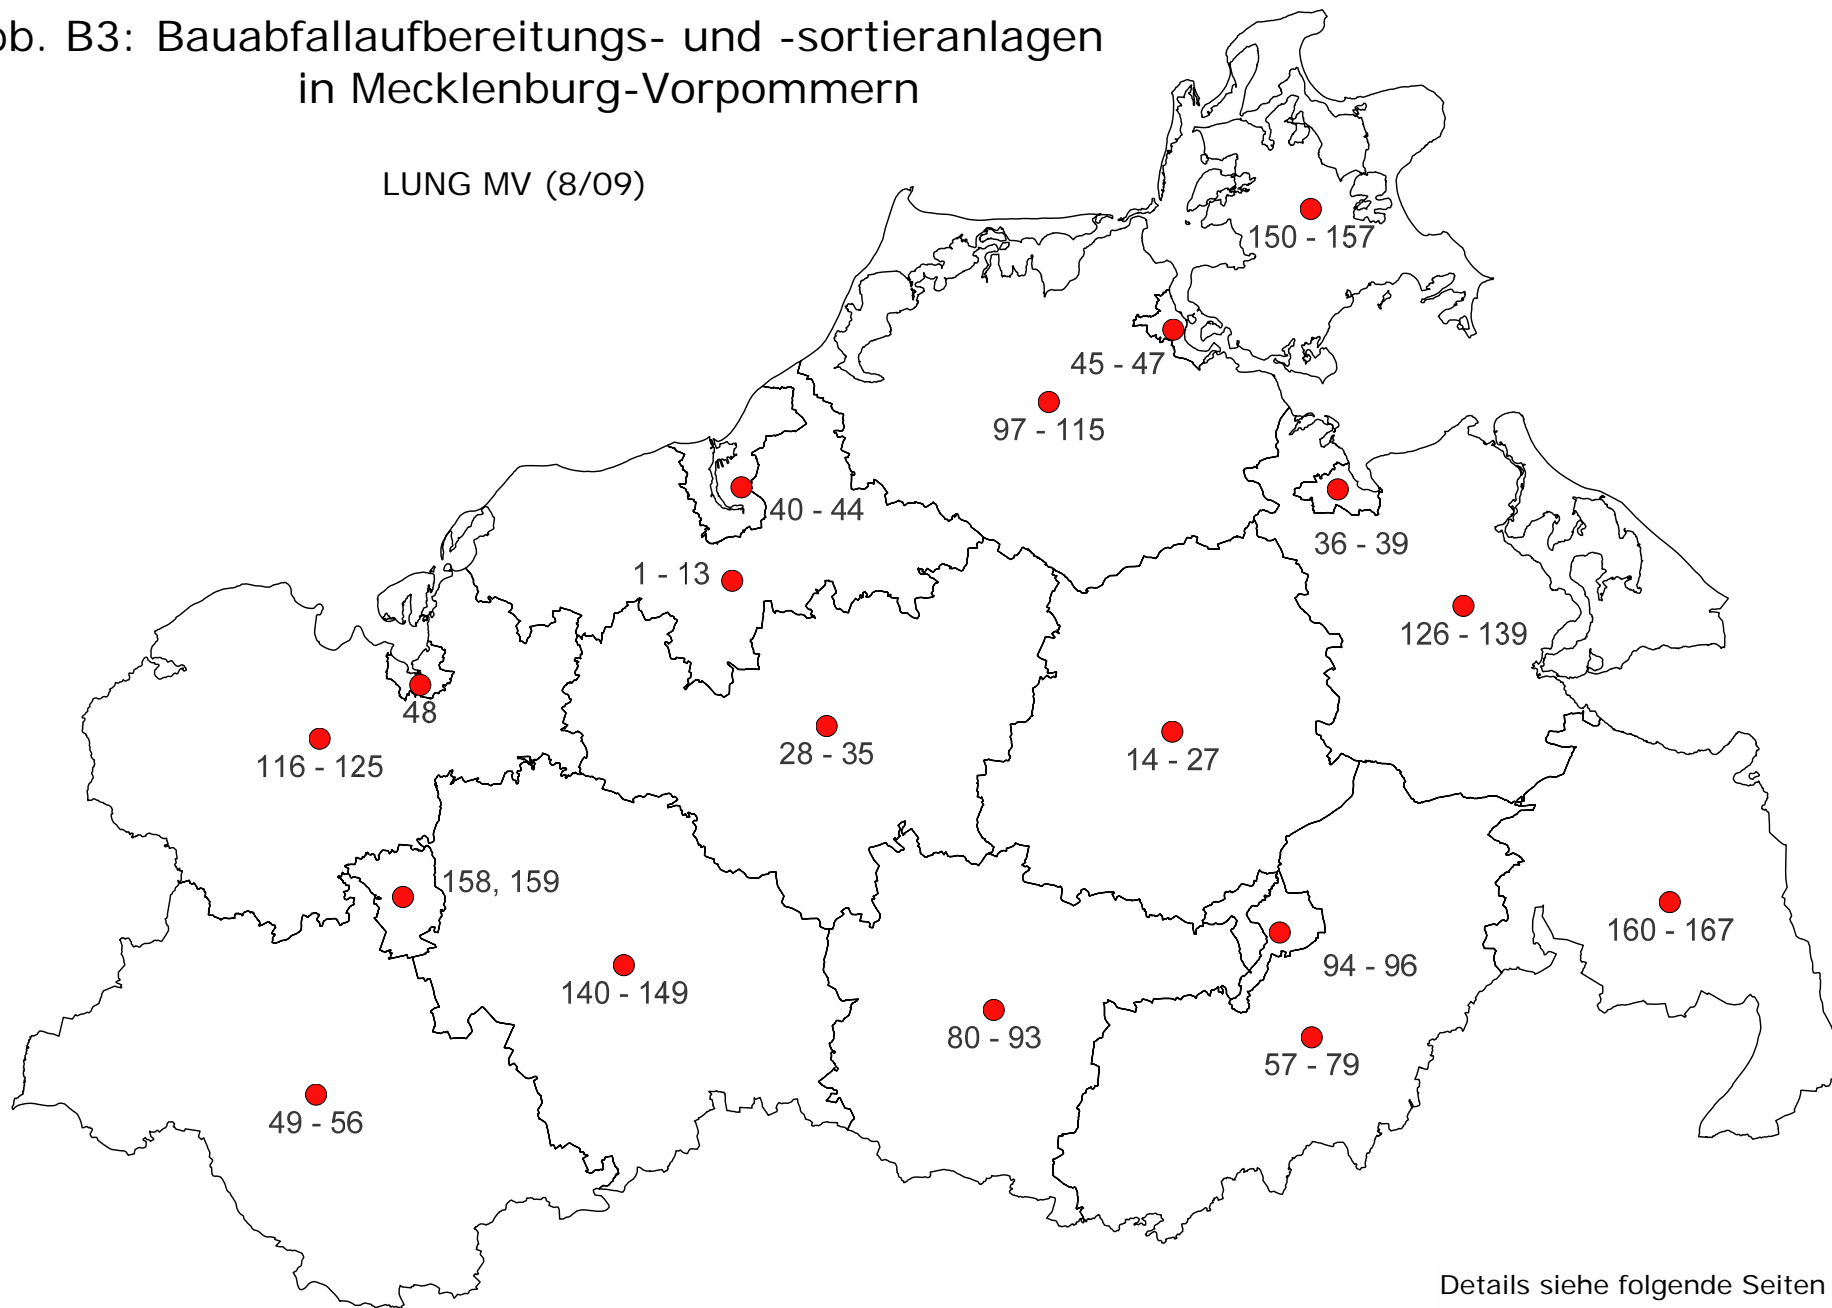 bb. B3: Bauabfallaufbereitungs- und -sortieranlagen
in Mecklenburg-Vorpommern
LUNG MV (8/09)
150 - 157
45 - 47
97 - 115
40 - 44
36 - 39
1 - 13
126 - 139
48
116 - 125
28 - 35
14 - 27
158, 159
160 - 167
94 - 96
140 - 149
80 - 93
57 - 79
49 - 56
Details siehe folgende Seiten